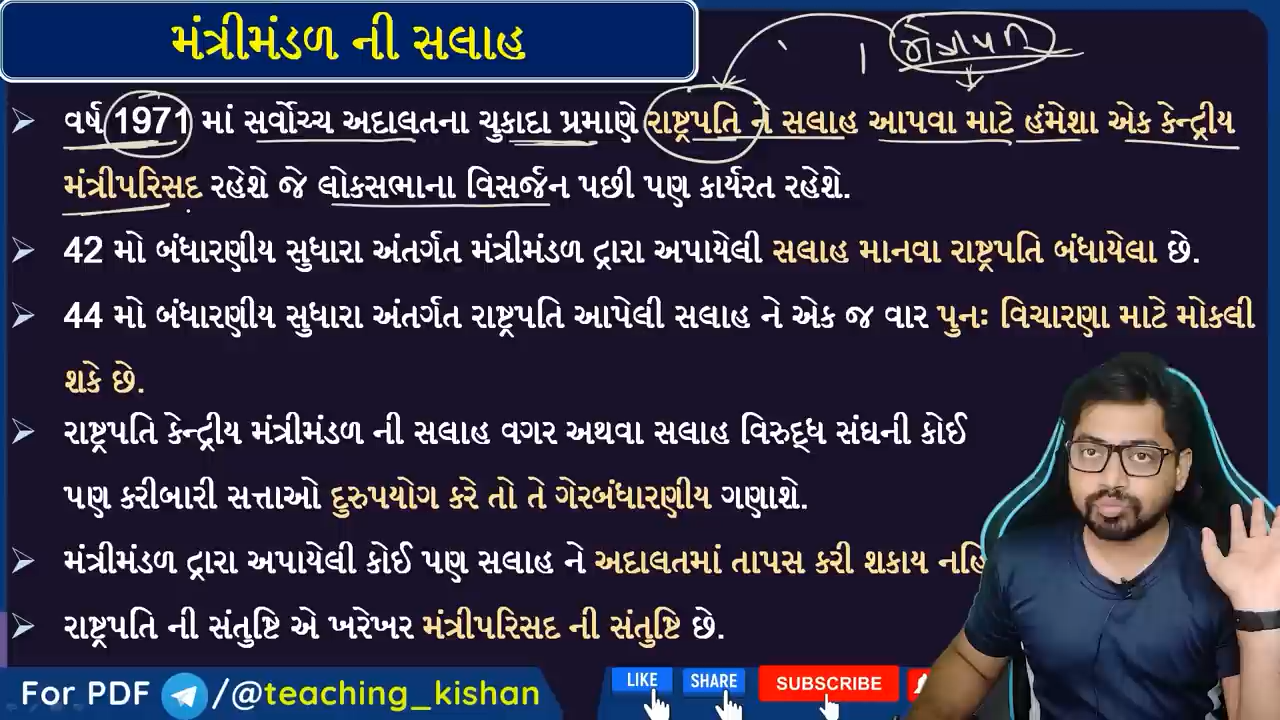 મંત્રીમંડળ ની સલાહ
વર્ષ 1971 માં સર્વોચ્ચ અદાલતના ચુકાદા પ્રમાણે રાષ્ટ્રપતિ ને સલાહ આપવા માટે હંમેશા એક કેન્દ્રીય
મંત્રીપરિસદ રહેશે જે લોકસભાના વિસર્જન પછી પણ કાર્યરત રહેશે.
42 મો બંધારણીય સુધારા અંતર્ગત મંત્રીમંડળ દ્રારા અપાયેલી સલાહ માનવા રાષ્ટ્રપતિ બંધાયેલા છે.
44 મો બંધારણીય સુધારા અંતર્ગત રાષ્ટ્રપતિ આપેલી સલાહ ને એક જ વાર પુનઃ વિચારણા માટે મોકલી
શકે છે.
રાષ્ટ્રપતિ કેન્દ્રીય મંત્રીમંડળ ની સલાહ વગર અથવા સલાહ વિરુદ્ધ સંઘની કોઈ
પણ કરીબારી સત્તાઓ દુરુપયોગ કરે તો તે ગેરબંધારણીય ગણાશે.
મંત્રીમંડળ દ્રારા અપાયેલી કોઈ પણ સલાહ ને અદાલતમાં તાપસ કરી શકાય નહિ
રાષ્ટ્રપતિ ની સંતુષ્ટિ એ ખરેખર મંત્રીપરિસદ ની સંતુષ્ટિ છે.
For PDF /@teaching_kishan
LIKE SHARE SUBSCRIBE